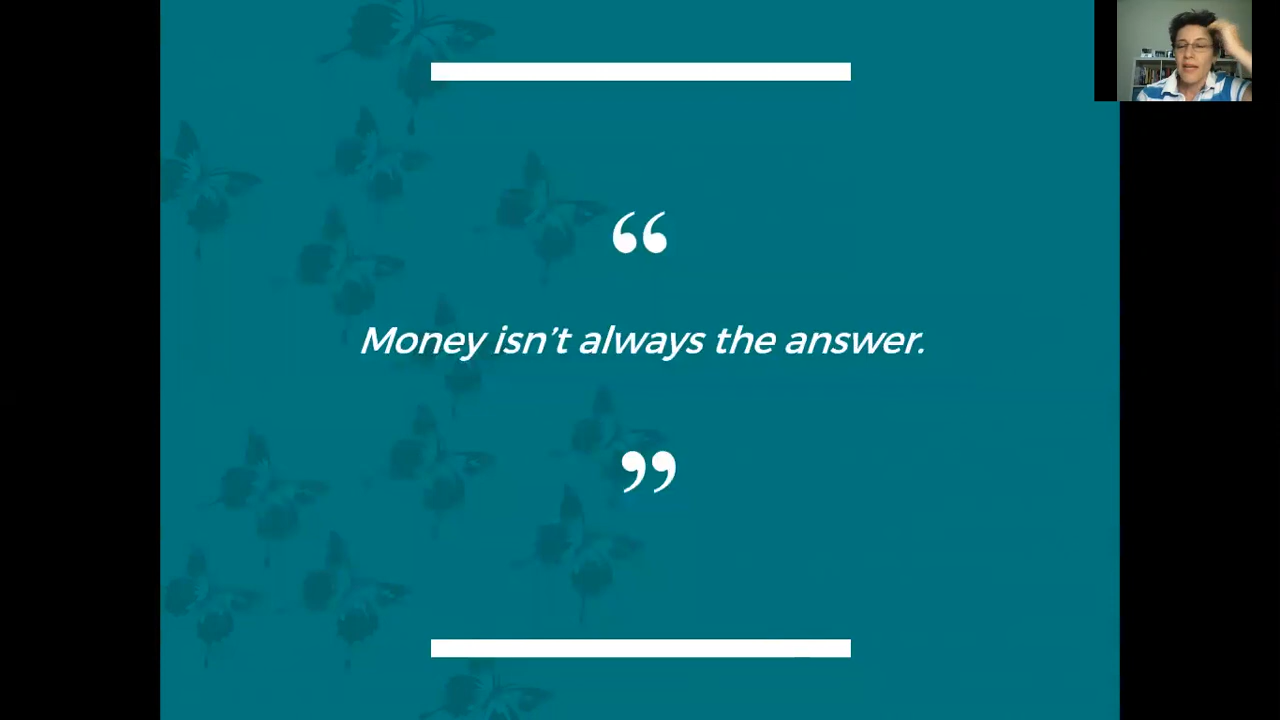 “
Money isn’t always the answer.
”